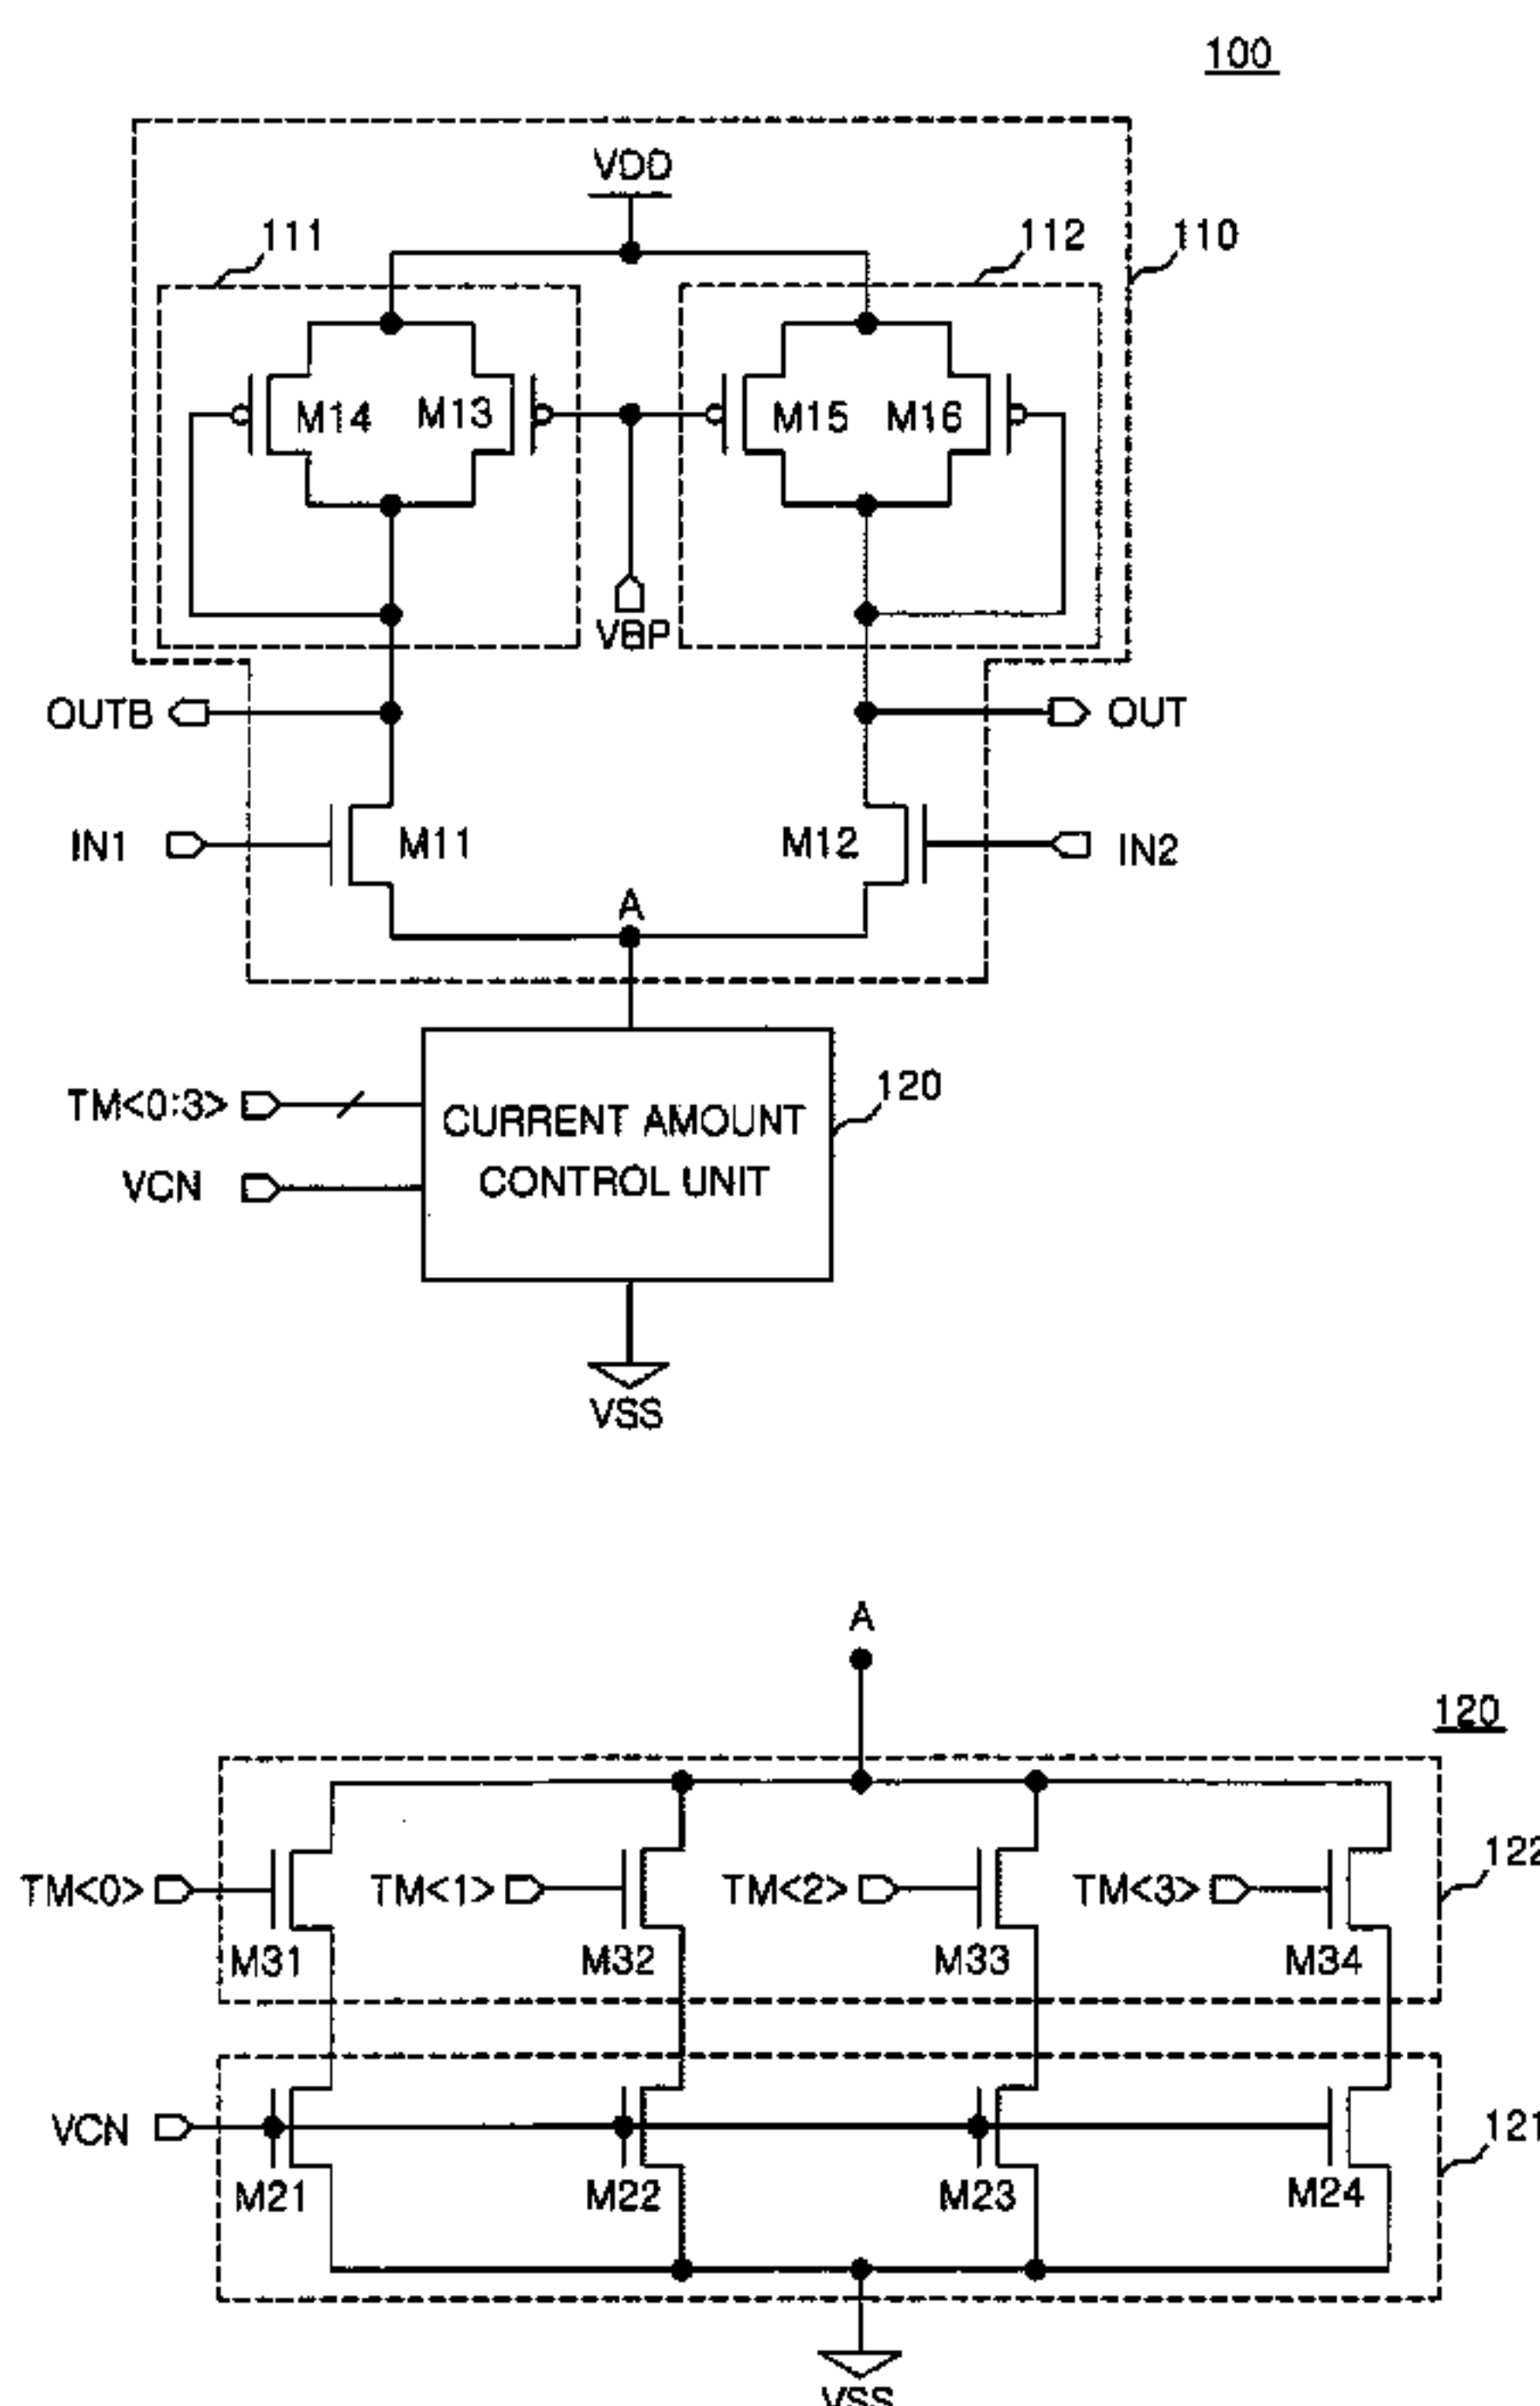 100
VDD
111
112
110
M14
M13
M15
M16
VBP
OUTB
OUT
IN1
M11
M12
IN2
A
TM<0:3>
CURRENT AMOUNT
CONTROL UNIT
120
VCN
VSS
A
120
122
TM<0>
TM<1>
TM<2>
TM<3>
M31
M32
M33
M34
VCN
121
M21
M22
M23
M24
VSS